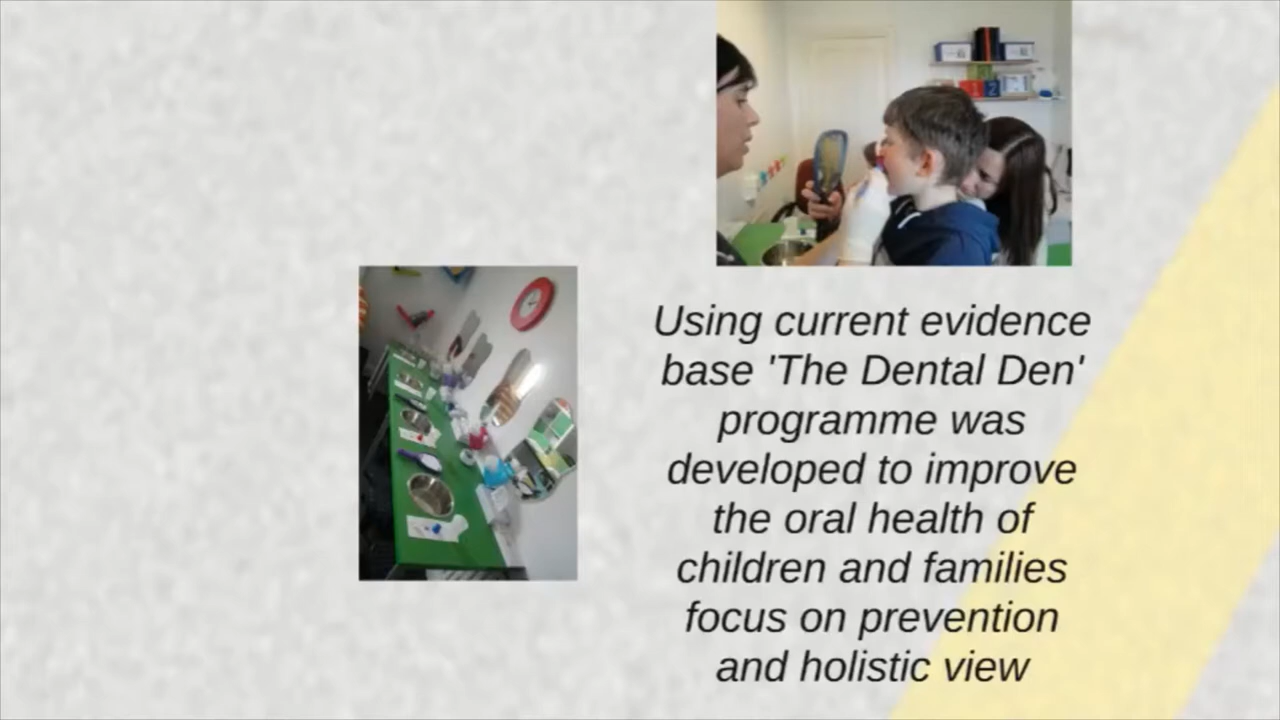 Using current evidence
base 'The Dental Den'
programme was
developed to improve
the oral health of
children and families
focus on prevention
and holistic view